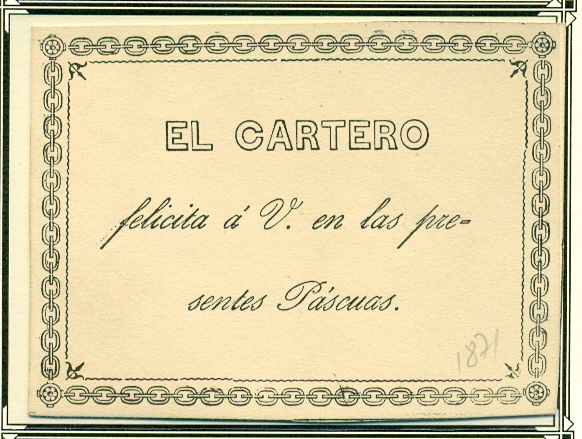 EL CARTERO
felicita á V. en las pre=
sentes Páscuas.
1871